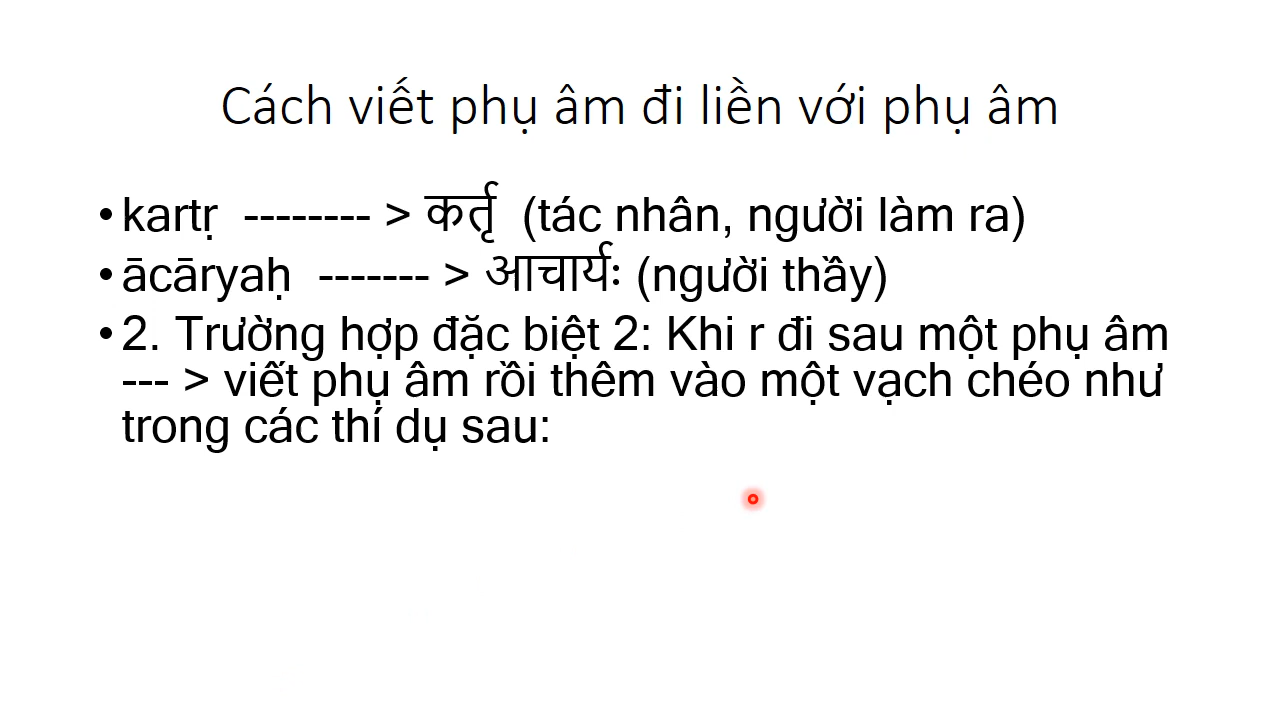 Cách viết phụ âm đi liền với phụ âm
• kartṛ -------- > कर्तृ (tác nhân, người làm ra)
• ācāryaḥ ------- > आचार्यः (người thầy)
• 2. Trường hợp đặc biệt 2: Khi r đi sau một phụ âm
--- > viết phụ âm rồi thêm vào một vạch chéo như
trong các thí dụ sau: